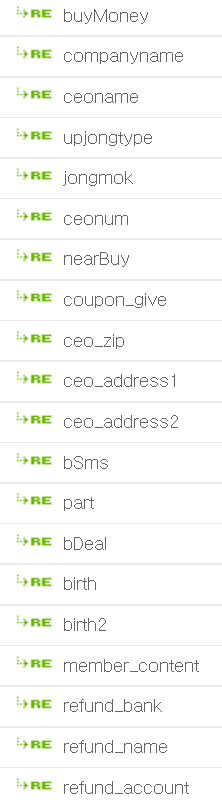 RE buyMoney
RE companyname
RE ceoname
RE upjongtype
RE jongmok
RE ceonum
RE nearBuy
RE coupon_give
RE ceo_zip
RE ceo_address1
RE ceo_address2
RE bSms
RE part
RE bDeal
RE birth
RE birth2
RE member_content
RE refund_bank
RE refund_name
RE refund_account